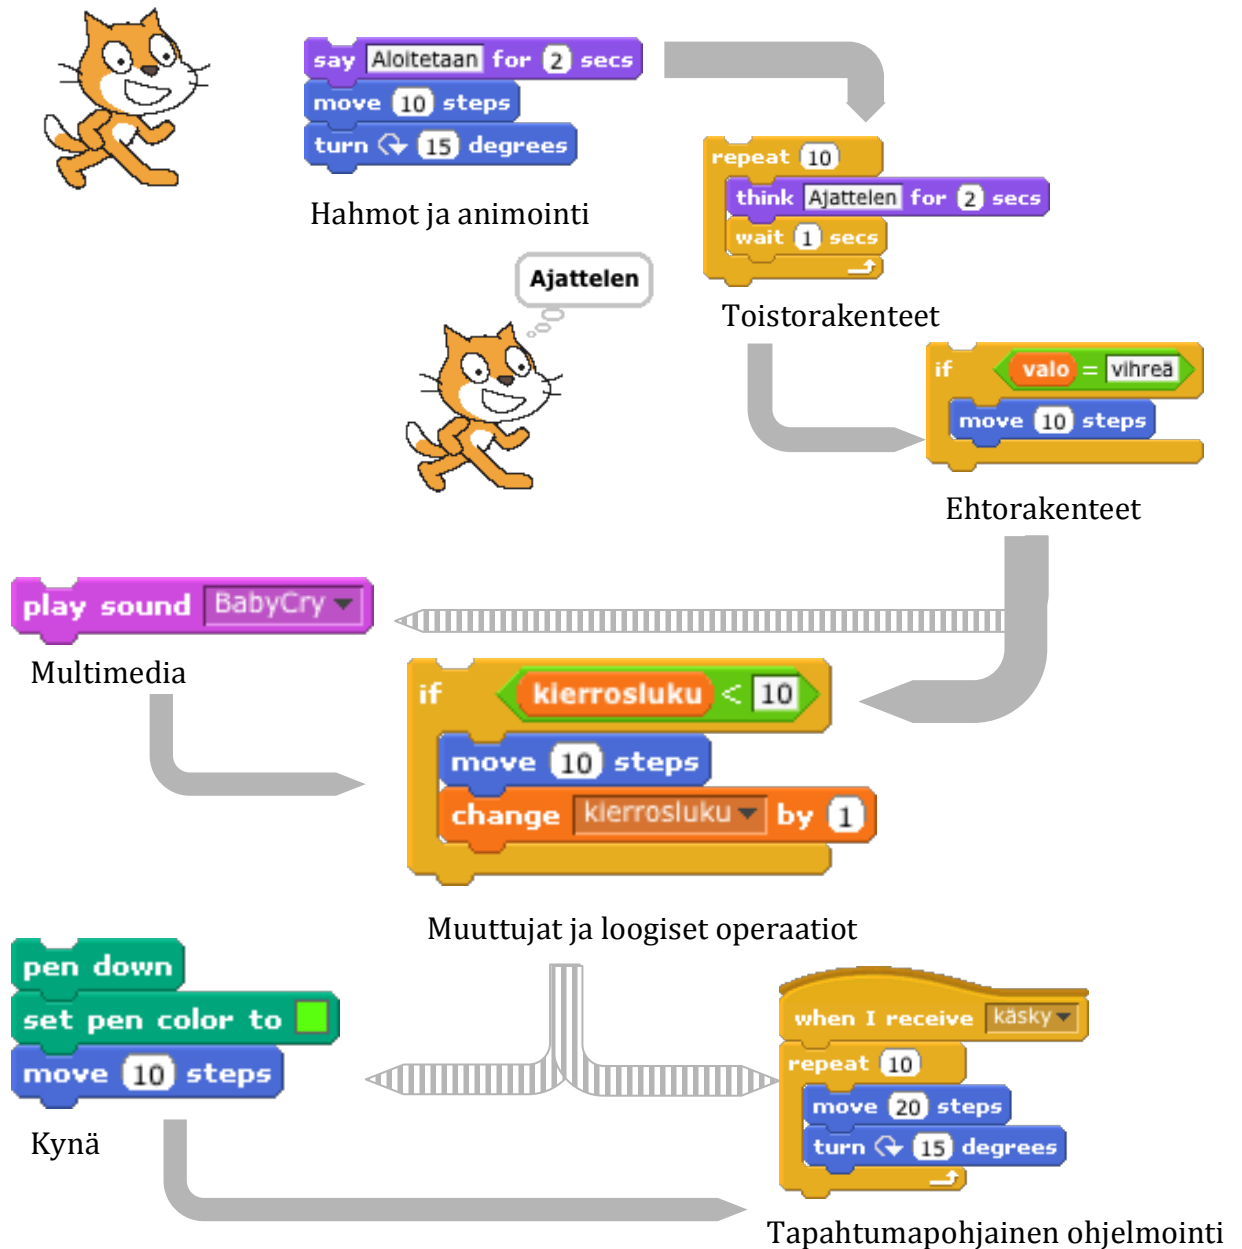 say Aloitetaan for 2 secs
move 10 steps
turn 15 degrees
Hahmot ja animointi
repeat 10
think Ajattelen for 2 secs
wait 1 secs
Toistorakenteet
Ajattelen
if valo = vihreä
move 10 steps
Ehtorakenteet
play sound BabyCry
Multimedia
if kierrosluku < 10
move 10 steps
change kierrosluku by 1
Muuttujat ja loogiset operaatiot
pen down
set pen color to
move 10 steps
Kynä
when I receive käsky
repeat 10
move 20 steps
turn 15 degrees
Tapahtumapohjainen ohjelmointi